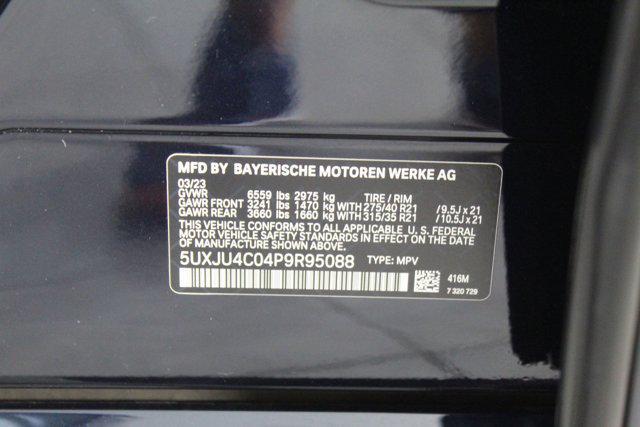 MFD BY BAYERISCHE MOTOREN WERKE AG
03/23
GVWR 6559 lbs 2975 kg TIRE / RIM
GAWR FRONT 3241 lbs 1470 kg WITH 275/40 R21 / 9.5J x 21
GAWR REAR 3660 lbs 1660 kg WITH 315/35 R21 / 10.5J x 21
THIS VEHICLE CONFORMS TO ALL APPLICABLE U. S. FEDERAL
MOTOR VEHICLE SAFETY STANDARDS IN EFFECT ON THE DATE OF
MANUFACTURE SHOWN ABOVE.
5UXJU4C04P9R95088 TYPE: MPV
416M
7 320 729